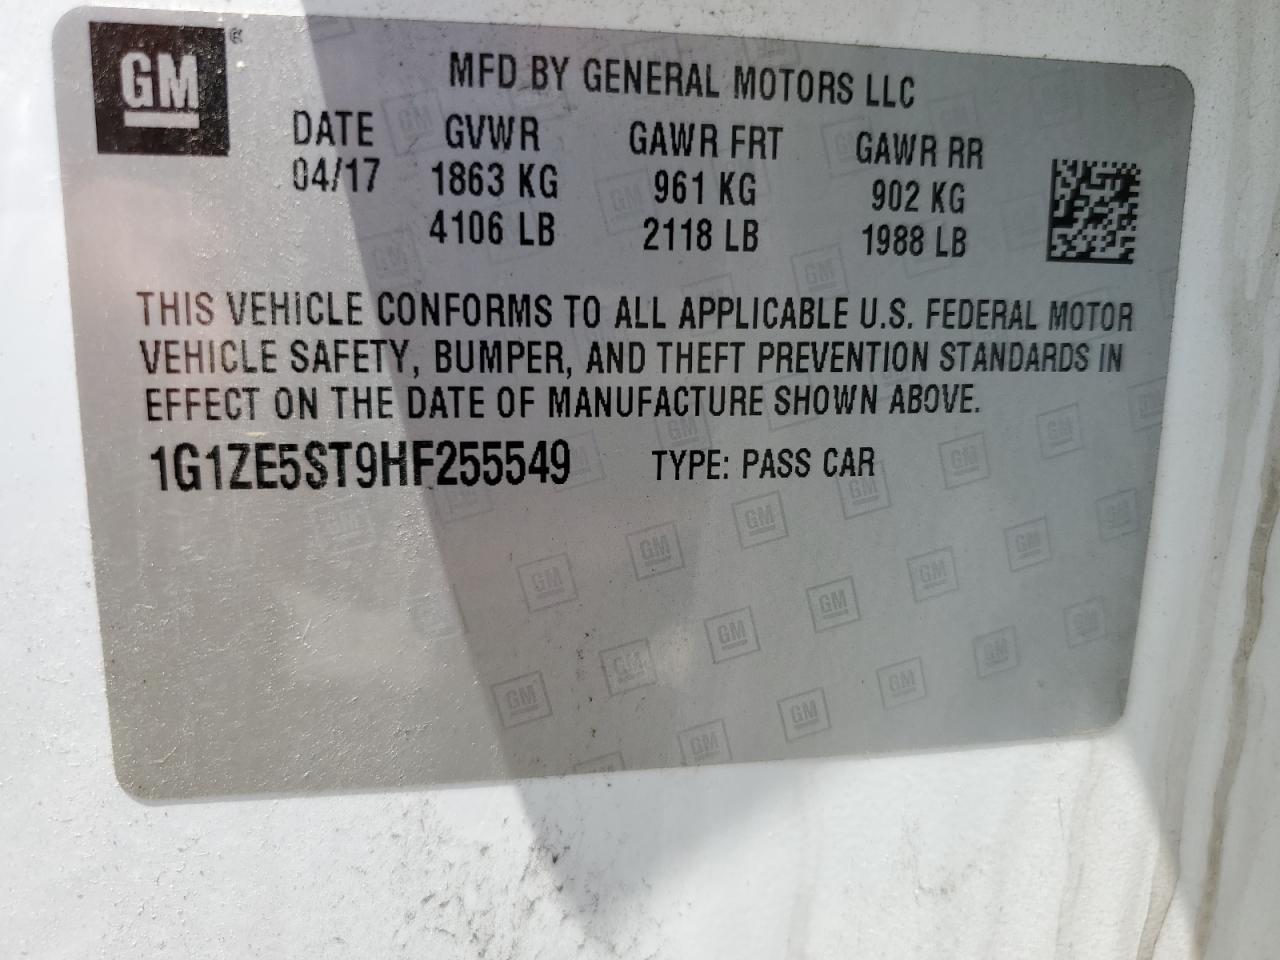 GM ®
MFD BY GENERAL MOTORS LLC
DATE GVWR GAWR FRT GAWR RR
04/17 1863 KG 961 KG 902 KG
4106 LB 2118 LB 1988 LB
THIS VEHICLE CONFORMS TO ALL APPLICABLE U.S. FEDERAL MOTOR
VEHICLE SAFETY, BUMPER, AND THEFT PREVENTION STANDARDS IN
EFFECT ON THE DATE OF MANUFACTURE SHOWN ABOVE.
1G1ZE5ST9HF255549 TYPE: PASS CAR